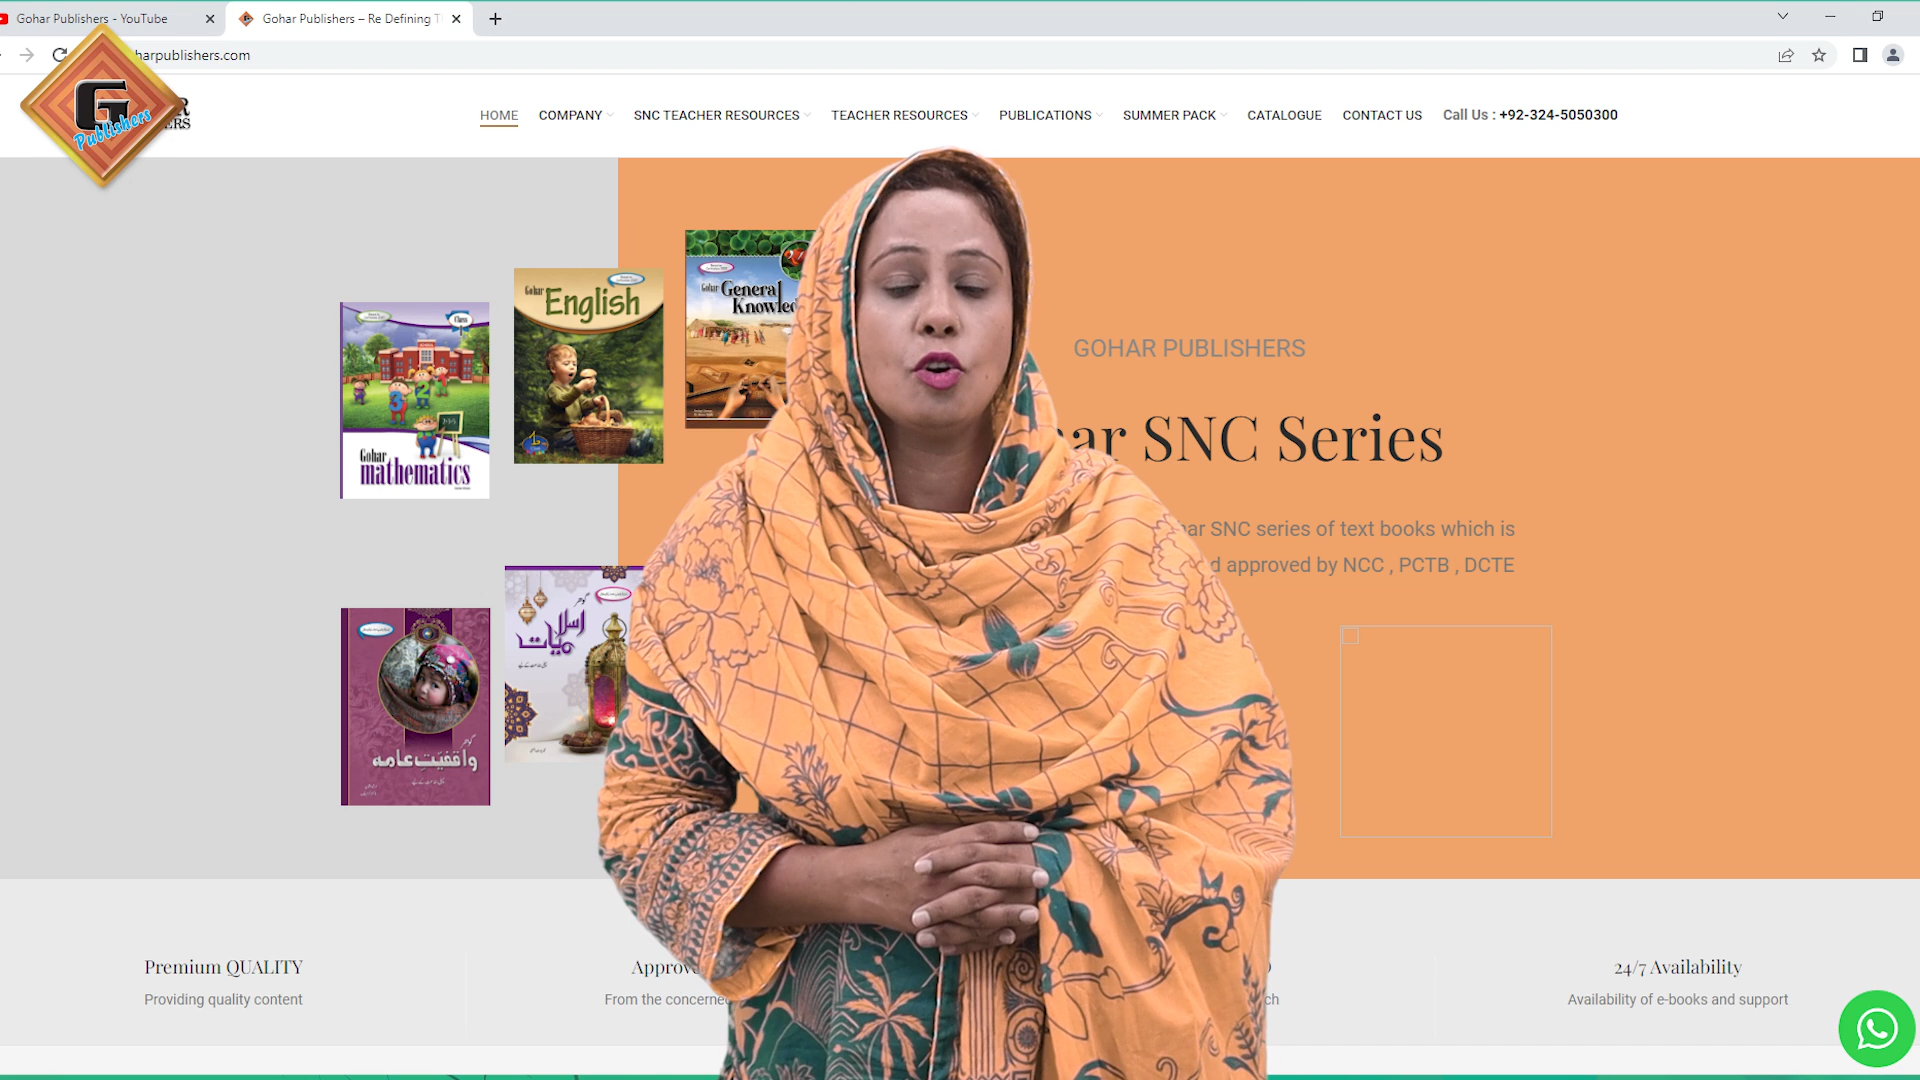 Gohar Publishers - YouTube
Gohar Publishers – Re Defining T
harpublishers.com
G
Publishers
HOME
COMPANY
SNC TEACHER RESOURCES
TEACHER RESOURCES
PUBLICATIONS
SUMMER PACK
CATALOGUE
CONTACT US
Call Us : +92-324-5050300
Gohar
English
Gohar
General
Class
Gohar
mathematics
گوہر
اسلامیات
گوہر
واقفیتِ عامہ
GOHAR PUBLISHERS
SNC Series
SNC series of text books which is
approved by NCC , PCTB , DCTE
Premium QUALITY
Providing quality content
From the
24/7 Availability
Availability of e-books and support